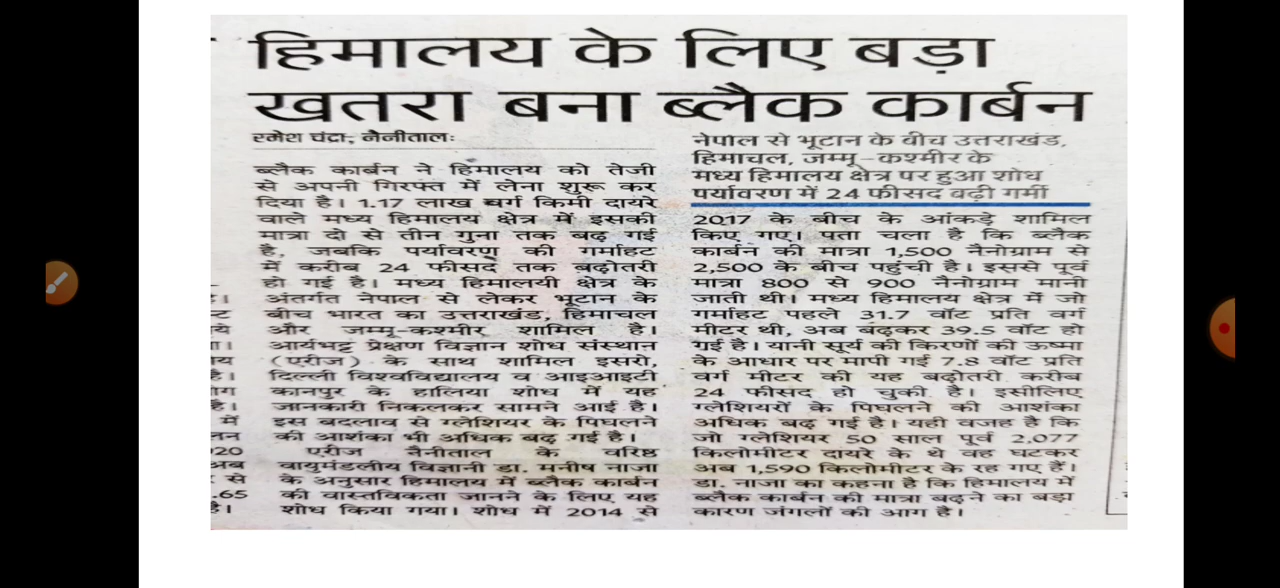 हिमालय के लिए बड़ा
खतरा बना ब्लैक कार्बन
रमेश चंद्रा, नैनीतालः
ब्लैक कार्बन ने हिमालय को तेजी
से अपनी गिरफ्त में लेना शुरू कर
दिया है। 1.17 लाख वर्ग किमी दायरे
वाले मध्य हिमालय क्षेत्र में इसकी
मात्रा दो से तीन गुना तक बढ़ गई
है, जबकि पर्यावरण की गर्माहट
में करीब 24 फीसद तक बढ़ोतरी
हो गई है। मध्य हिमालयी क्षेत्र के
अंतर्गत नेपाल से लेकर भूटान के
बीच भारत का उत्तराखंड, हिमाचल
और जम्मू-कश्मीर शामिल है।
आर्यभट्ट प्रेक्षण विज्ञान शोध संस्थान
(एरीज) के साथ शामिल इसरो,
दिल्ली विश्वविद्यालय व आइआइटी
कानपुर के हालिया शोध में यह
जानकारी निकलकर सामने आई है।
इस बदलाव से ग्लेशियर के पिघलने
की आशंका भी अधिक बढ़ गई है।
एरीज नैनीताल के वरिष्ठ
वायुमंडलीय विज्ञानी डा. मनीष नाजा
के अनुसार हिमालय में ब्लैक कार्बन
की वास्तविकता जानने के लिए यह
शोध किया गया। शोध में 2014 से
नेपाल से भूटान के बीच उत्तराखंड,
हिमाचल, जम्मू-कश्मीर के
मध्य हिमालय क्षेत्र पर हुआ शोध
पर्यावरण में 24 फीसद बढ़ी गर्मी
2017 के बीच के आंकड़े शामिल
किए गए। पता चला है कि ब्लैक
कार्बन की मात्रा 1,500 नैनोग्राम से
2,500 के बीच पहुंची है। इससे पूर्व
मात्रा 800 से 900 नैनोग्राम मानी
जाती थी। मध्य हिमालय क्षेत्र में जो
गर्माहट पहले 31.7 वॉट प्रति वर्ग
मीटर थी, अब बढ़कर 39.5 वॉट हो
गई है। यानी सूर्य की किरणों की ऊष्मा
के आधार पर मापी गई 7.8 वॉट प्रति
वर्ग मीटर की यह बढ़ोतरी करीब
24 फीसद हो चुकी है। इसीलिए
ग्लेशियरों के पिघलने की आशंका
अधिक बढ़ गई है। यही वजह है कि
जो ग्लेशियर 50 साल पूर्व 2,077
किलोमीटर दायरे के थे वह घटकर
अब 1,590 किलोमीटर के रह गए हैं।
डा. नाजा का कहना है कि हिमालय में
ब्लैक कार्बन की मात्रा बढ़ने का बड़ा
कारण जंगलों की आग है।